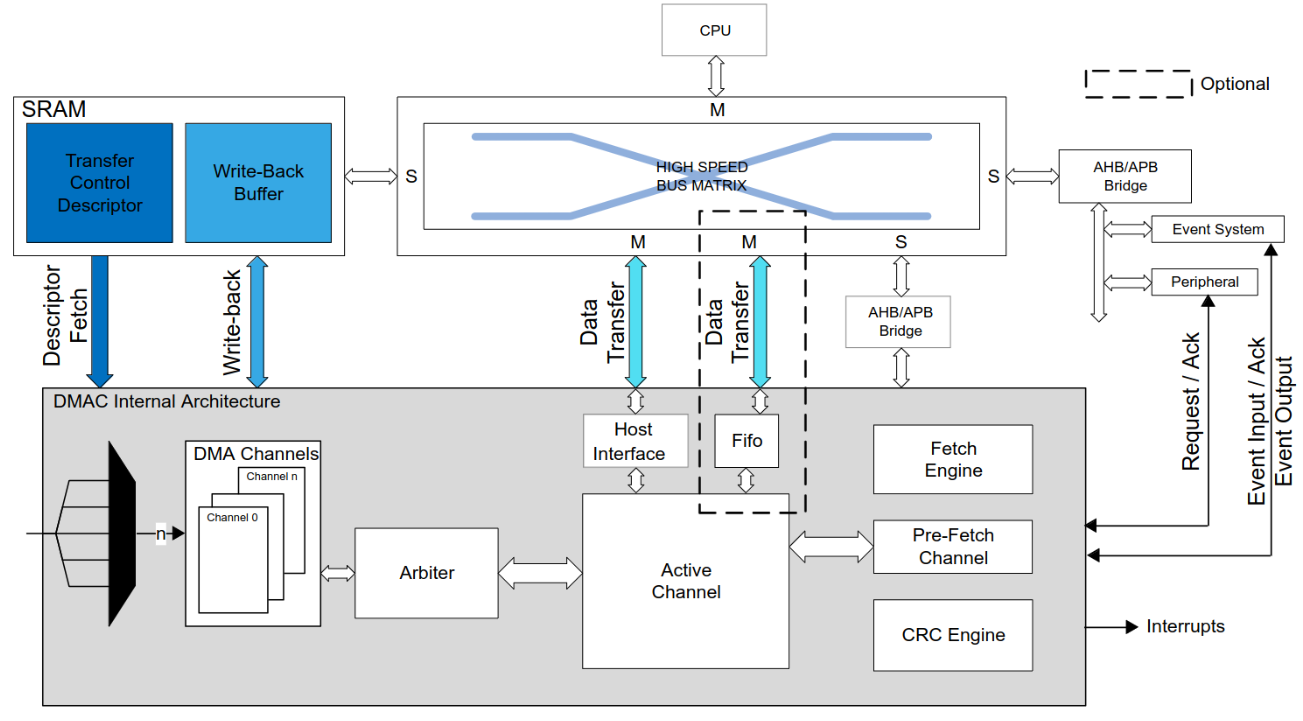 CPU
Optional
SRAM
Transfer
Control
Descriptor
Write-Back
Buffer
M
S
HIGH SPEED
BUS MATRIX
S
AHB/APB
Bridge
M
M
S
Event System
Peripheral
Descriptor
Fetch
Write-back
Data
Transfer
Data
Transfer
AHB/APB
Bridge
Request / Ack
Event Input / Ack
Event Output
DMAC Internal Architecture
DMA Channels
Channel n
Channel 0
n
Host
Interface
Fifo
Fetch
Engine
Arbiter
Active
Channel
Pre-Fetch
Channel
CRC Engine
Interrupts